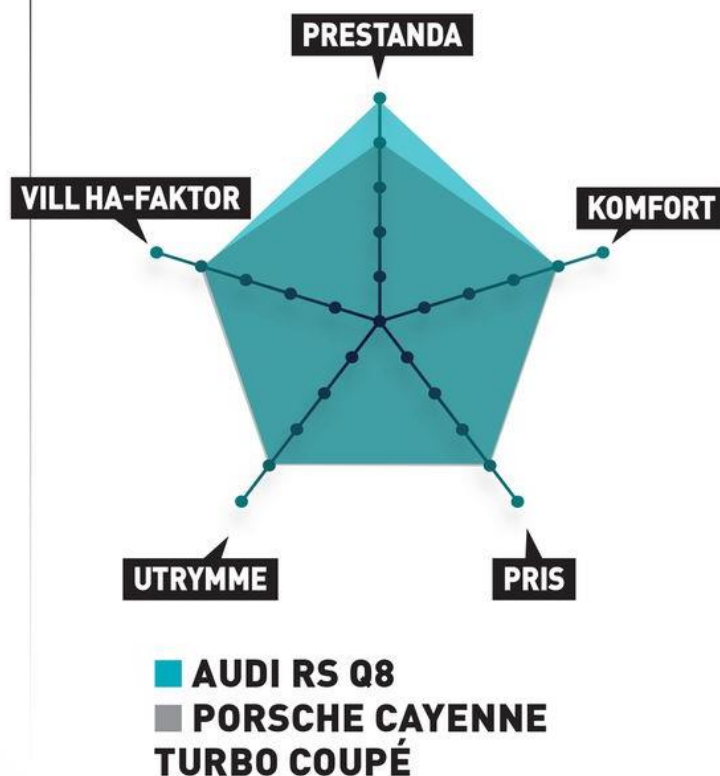 PRESTANDA
VILL HA-FAKTOR
KOMFORT
UTRYMME
PRIS
AUDI RS Q8
PORSCHE CAYENNE
TURBO COUPÉ